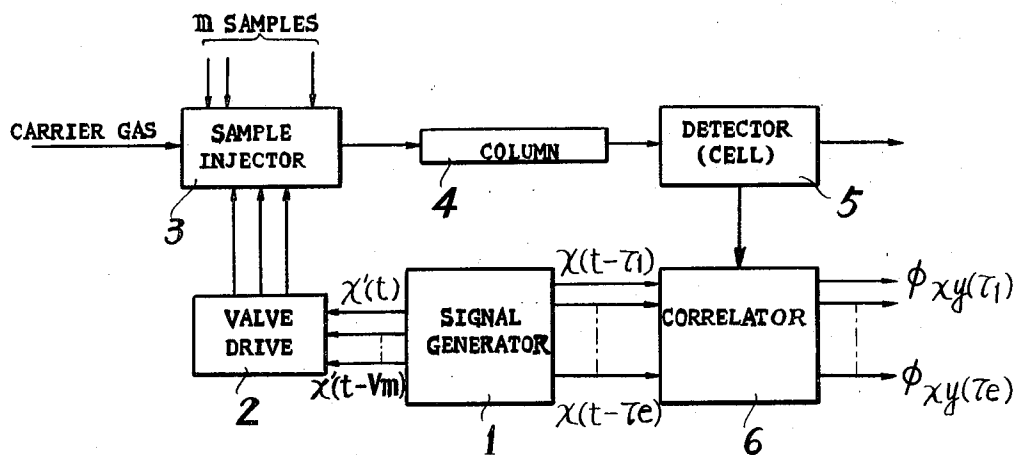 m SAMPLES
CARRIER GAS
SAMPLE
INJECTOR
3
COLUMN
4
DETECTOR
(CELL)
5
VALVE
DRIVE
2
χ'(t)
χ'(t-Vm)
SIGNAL
GENERATOR
1
χ(t-τ1)
χ(t-τe)
CORRELATOR
6
ϕχy(τ1)
ϕχy(τe)